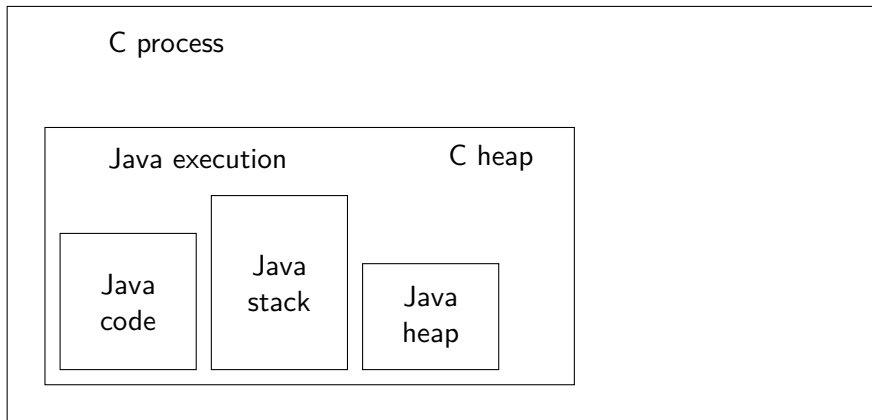 C process
Java execution
C heap
Java
code
Java
stack
Java
heap